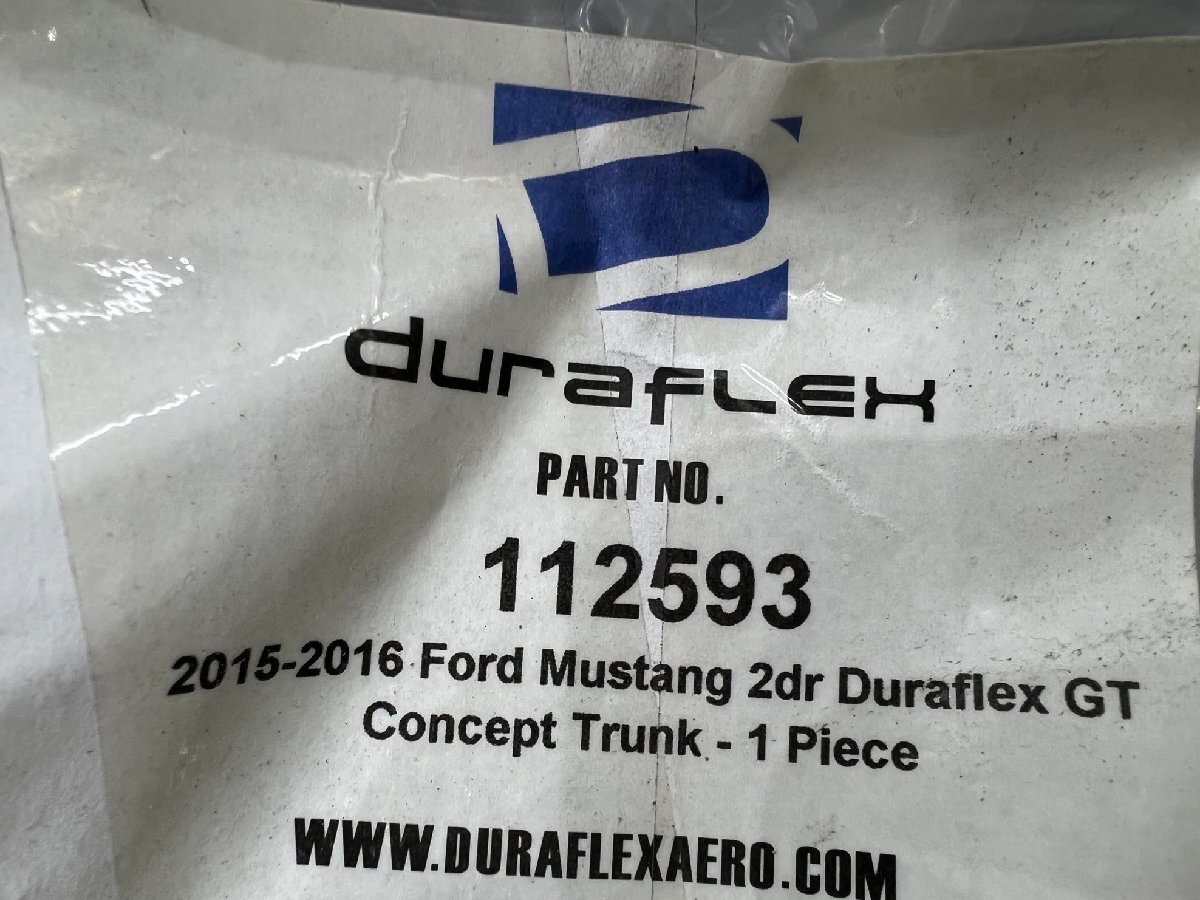 duraflex
PART NO.
112593
2015-2016 Ford Mustang 2dr Duraflex GT
Concept Trunk - 1 Piece
WWW.DURAFLEXAERO.COM